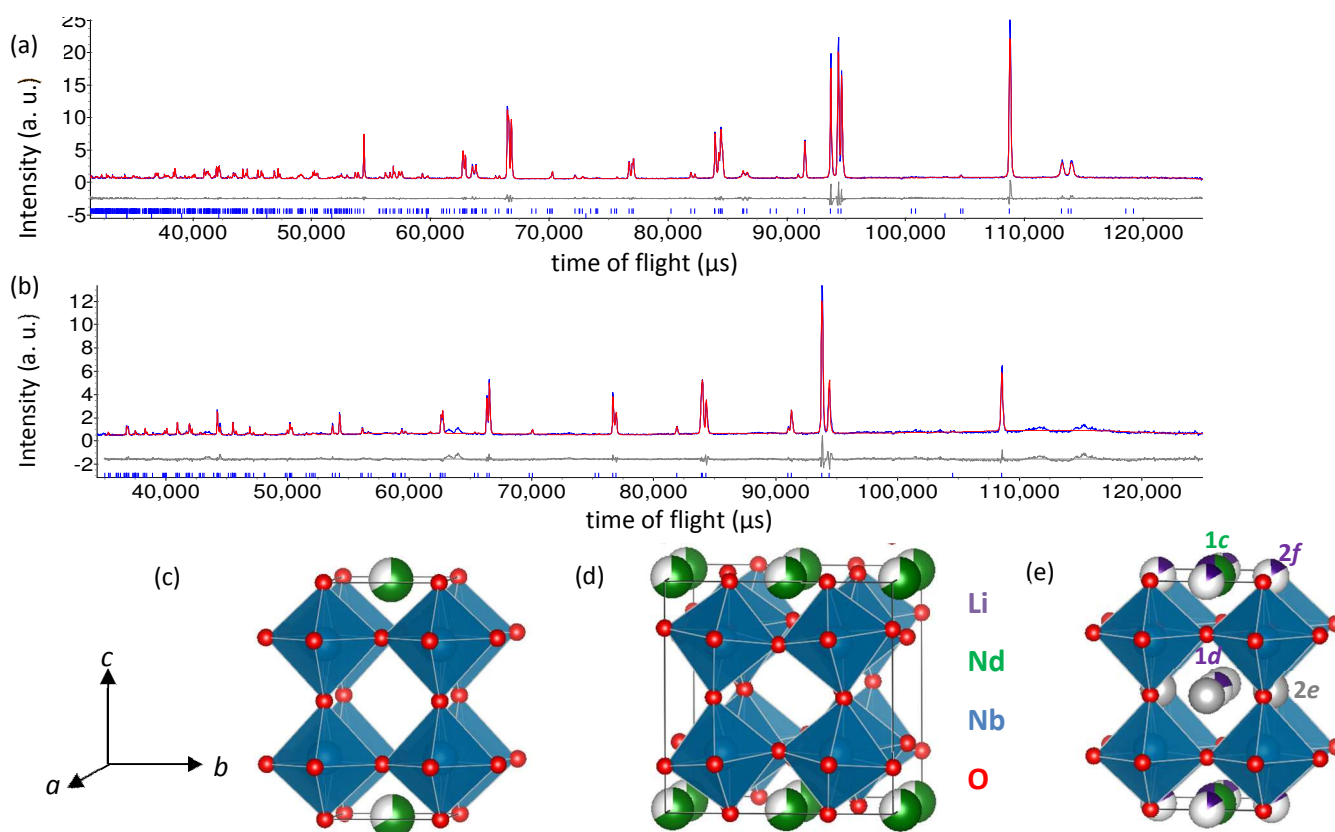 (a)
Intensity (a. u.)
25
20
15
10
5
0
-5
40,000 50,000 60,000 70,000 80,000 90,000 100,000 110,000 120,000
time of flight (µs)
(b)
Intensity (a. u.)
12
10
8
6
4
2
0
-2
40,000 50,000 60,000 70,000 80,000 90,000 100,000 110,000 120,000
time of flight (µs)
(c)
(d)
(e)
c
a
b
Li
Nd
Nb
O
1c
2f
1d
2e